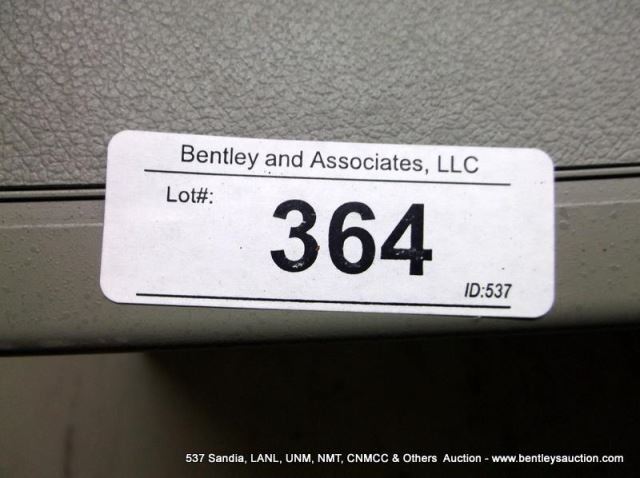 Bentley and Associates, LLC
Lot#:
364
ID:537
537 Sandia, LANL, UNM, NMT, CNMCC & Others Auction - www.bentleysauction.com